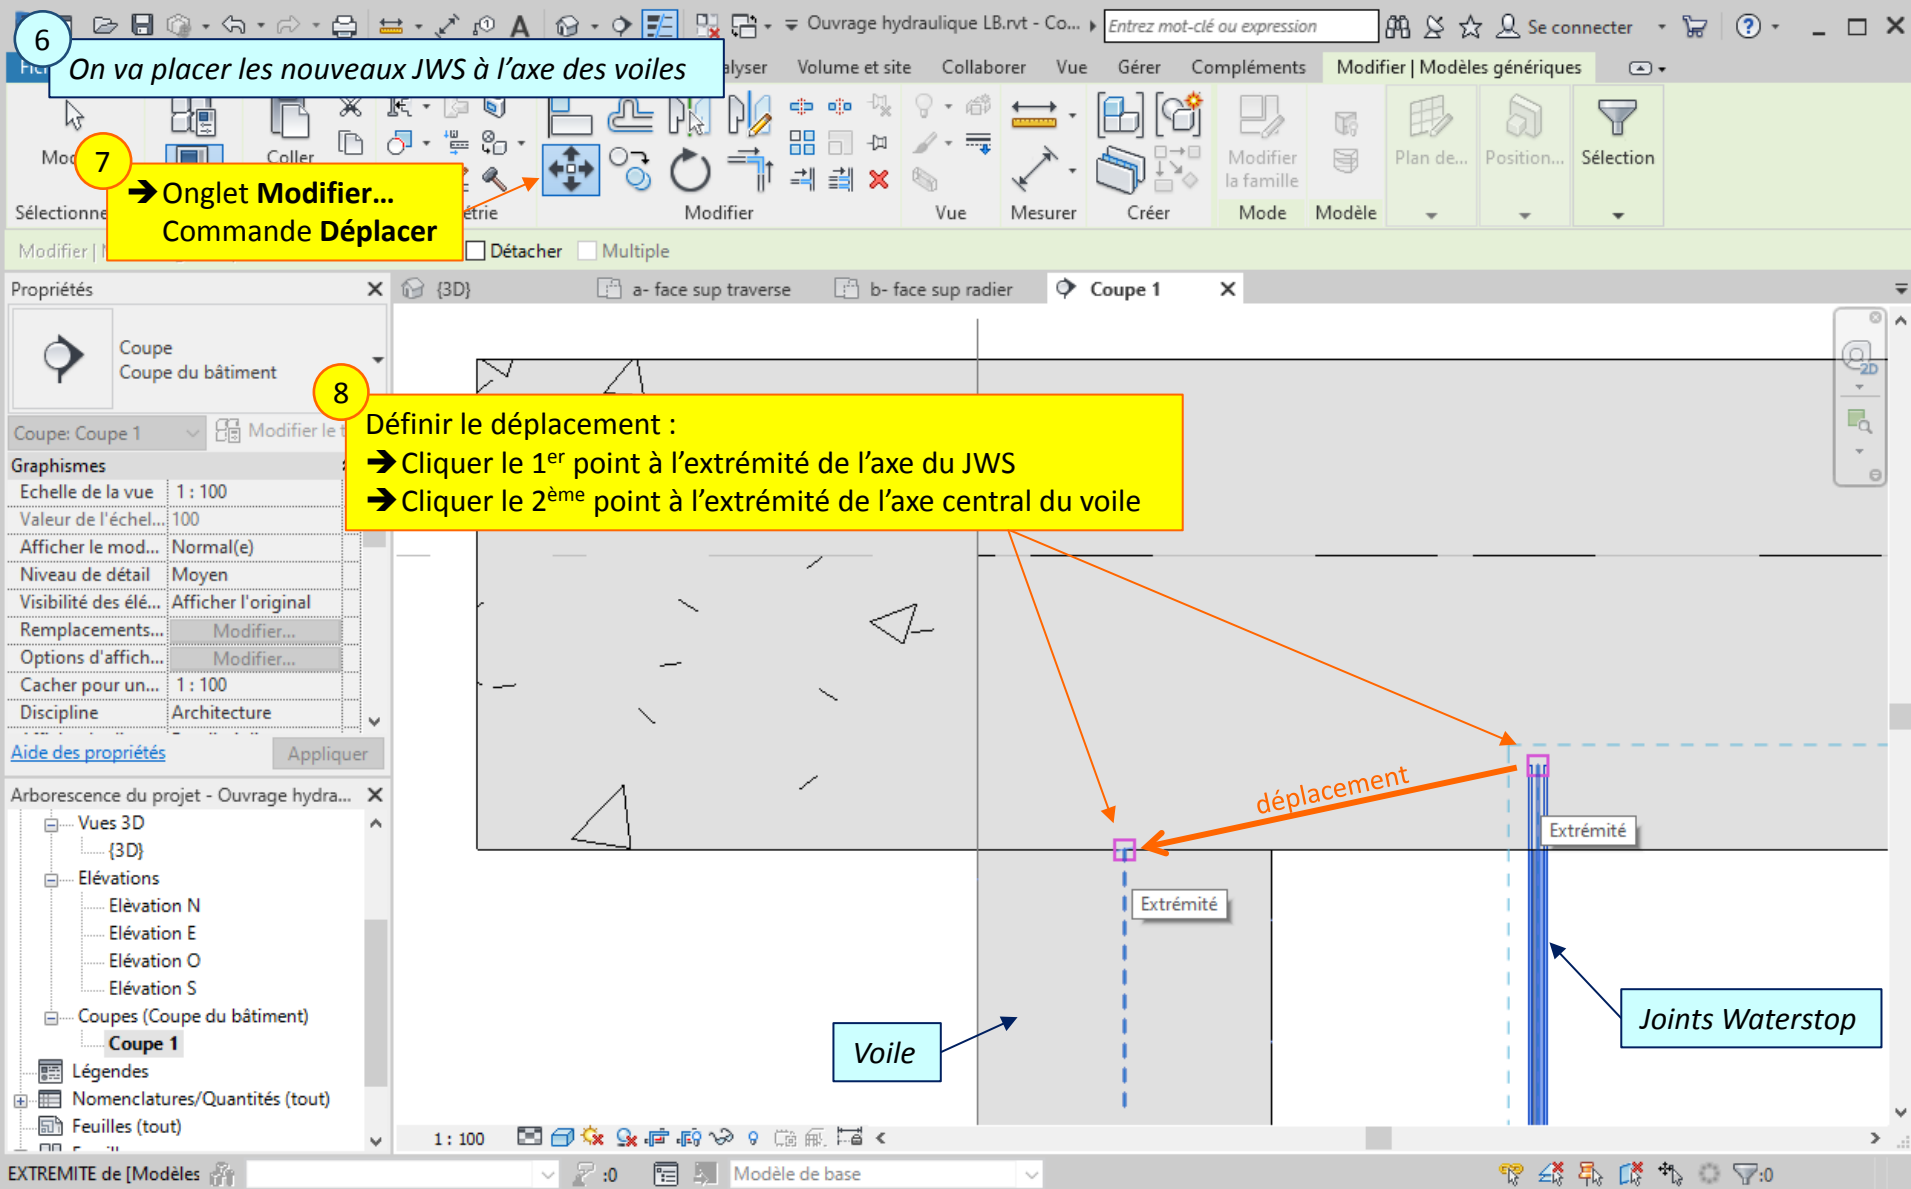 Ouvrage hydraulique LB.rvt - Co...
Entrez mot-clé ou expression
Se connecter
6
On va placer les nouveaux JWS à l’axe des voiles
Volume et site
Collaborer
Vue
Gérer
Compléments
Modifier | Modèles génériques
Coller
7
➔ Onglet Modifier...
Commande Déplacer
Modifier
la famille
Plan de...
Position...
Sélection
Modifier
Vue
Mesurer
Créer
Mode
Modèle
Détacher
Multiple
Propriétés
{3D}
a- face sup traverse
b- face sup radier
Coupe 1
Coupe
Coupe du bâtiment
2D
8
Définir le déplacement :
➔ Cliquer le 1er point à l’extrémité de l’axe du JWS
➔ Cliquer le 2ème point à l’extrémité de l’axe central du voile
Coupe: Coupe 1
Modifier le
Graphismes
Echelle de la vue 1 : 100
Valeur de l'échel... 100
Afficher le mod... Normal(e)
Niveau de détail Moyen
Visibilité des élé... Afficher l'original
Remplacements... Modifier...
Options d'affich... Modifier...
Cacher pour un... 1 : 100
Discipline Architecture
Aide des propriétés
Appliquer
déplacement
Extrémité
Extrémité
Voile
Joints Waterstop
Arborescence du projet - Ouvrage hydra...
Vues 3D
{3D}
Elévations
Elèvation N
Elévation E
Elévation O
Elévation S
Coupes (Coupe du bâtiment)
Coupe 1
Légendes
Nomenclatures/Quantités (tout)
Feuilles (tout)
1 : 100
EXTREMITE de [Modèles
:0
Modèle de base
:0